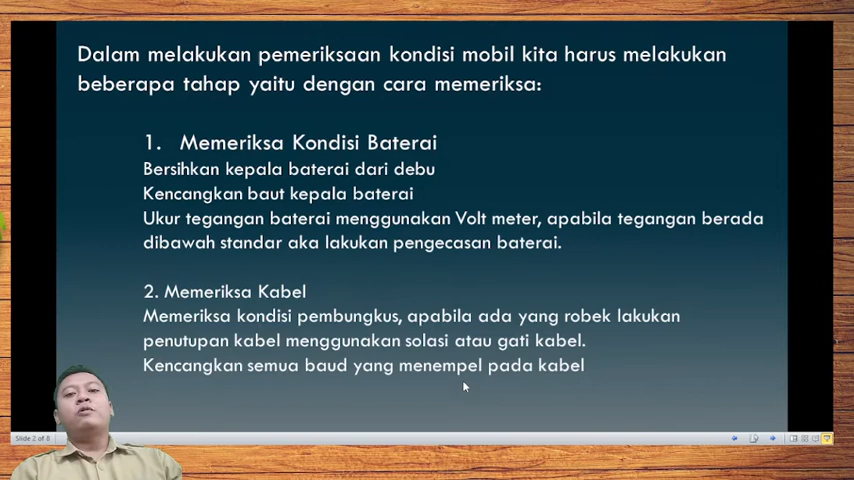 Dalam melakukan pemeriksaan kondisi mobil kita harus melakukan
beberapa tahap yaitu dengan cara memeriksa:
1. Memeriksa Kondisi Baterai
Bersihkan kepala baterai dari debu
Kencangkan baut kepala baterai
Ukur tegangan baterai menggunakan Volt meter, apabila tegangan berada
dibawah standar aka lakukan pengecasan baterai.
2. Memeriksa Kabel
Memeriksa kondisi pembungkus, apabila ada yang robek lakukan
penutupan kabel menggunakan solasi atau gati kabel.
Kencangkan semua baud yang menempel pada kabel
Slide 2 of 8